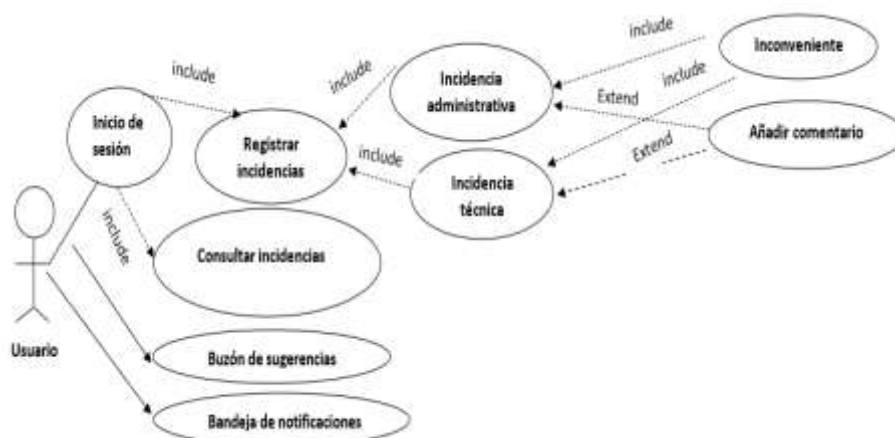 include
Inconveniente
include
Incidencia
administrativa
include
include
Extend
Inicio de
sesión
Añadir comentario
Registrar
incidencias
include
Extend
Incidencia
técnica
include
Consultar incidencias
Usuario
Buzón de sugerencias
Bandeja de notificaciones